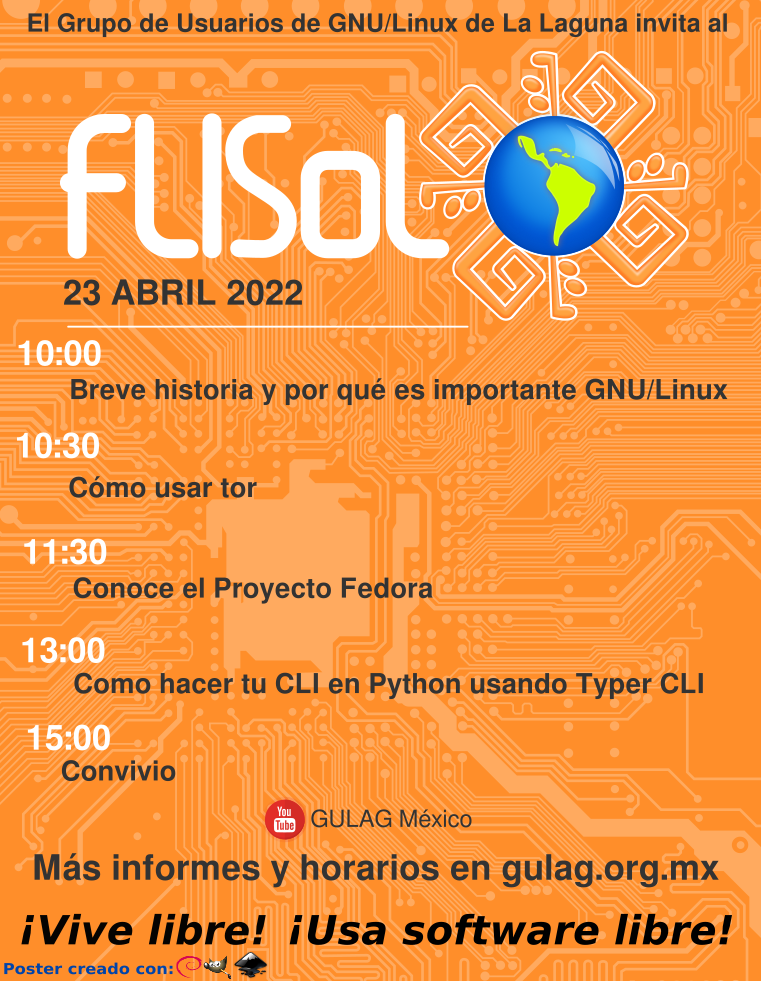 El Grupo de Usuarios de GNU/Linux de La Laguna invita al
FLISoL
23 ABRIL 2022
10:00
Breve historia y por qué es importante GNU/Linux
10:30
Cómo usar tor
11:30
Conoce el Proyecto Fedora
13:00
Como hacer tu CLI en Python usando Typer CLI
15:00
Convivio
You
Tube
GULAG México
Más informes y horarios en gulag.org.mx
¡Vive libre! ¡Usa software libre!
Poster creado con: